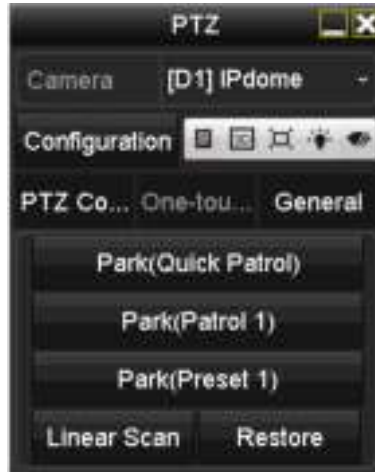 PTZ
Camera [D1] IPdome
Configuration
PTZ Co... One-tou... General
Park(Quick Patrol)
Park(Patrol 1)
Park(Preset 1)
Linear Scan Restore